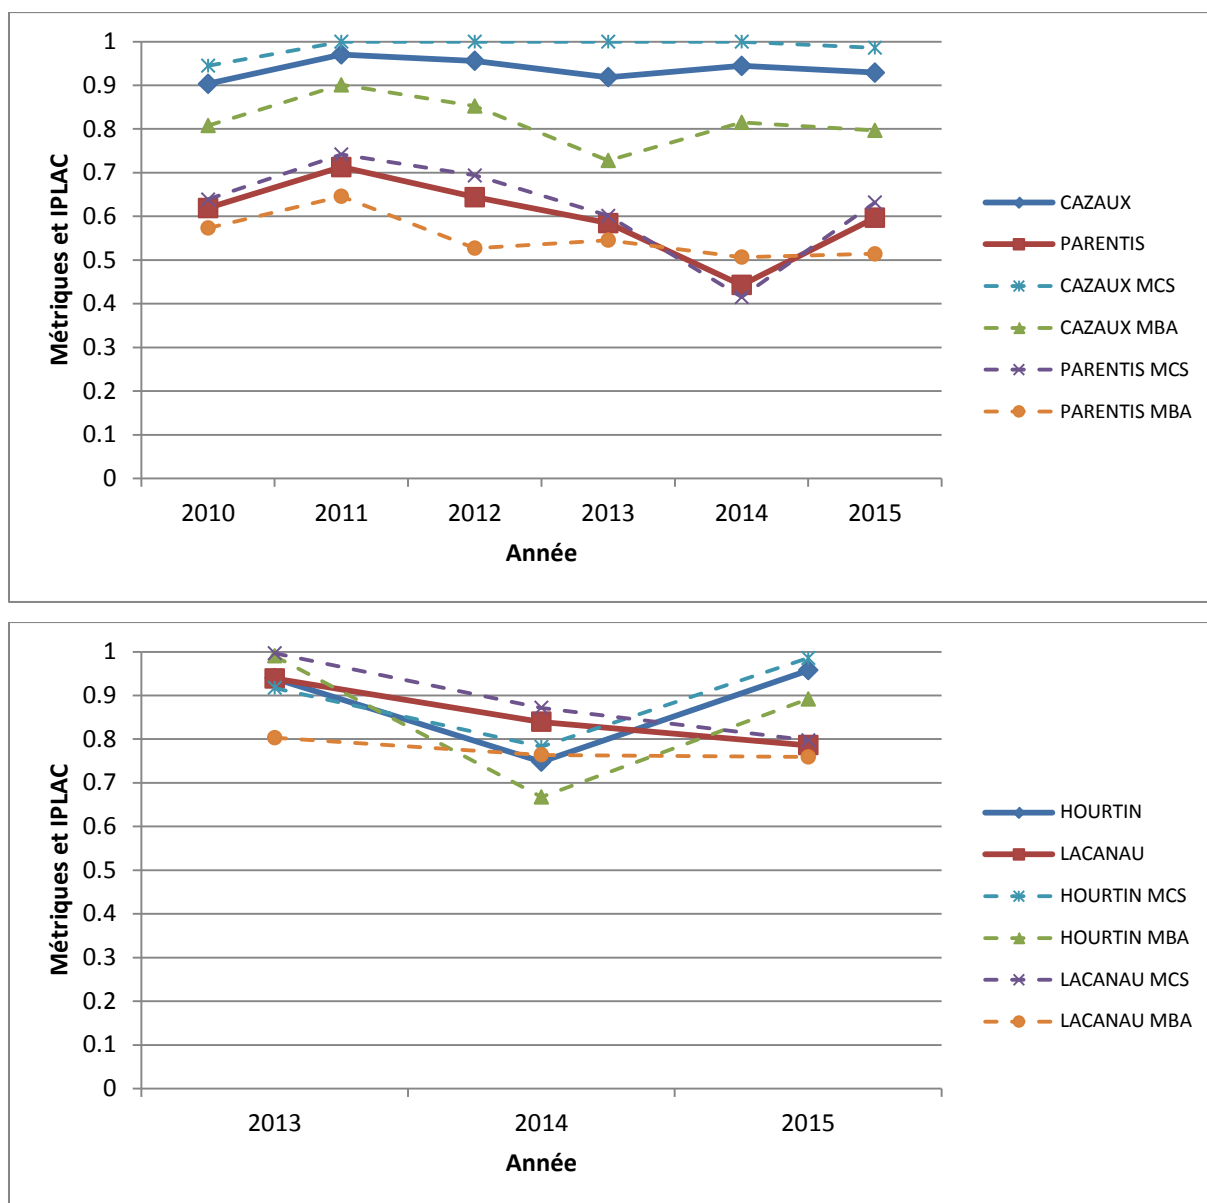 Métriques et IPLAC
1
0.9
0.8
0.7
0.6
0.5
0.4
0.3
0.2
0.1
0
2010 2011 2012 2013 2014 2015
Année
CAZAUX
PARENTIS
CAZAUX MCS
CAZAUX MBA
PARENTIS MCS
PARENTIS MBA
Métriques et IPLAC
1
0.9
0.8
0.7
0.6
0.5
0.4
0.3
0.2
0.1
0
2013 2014 2015
Année
HOURTIN
LACANAU
HOURTIN MCS
HOURTIN MBA
LACANAU MCS
LACANAU MBA